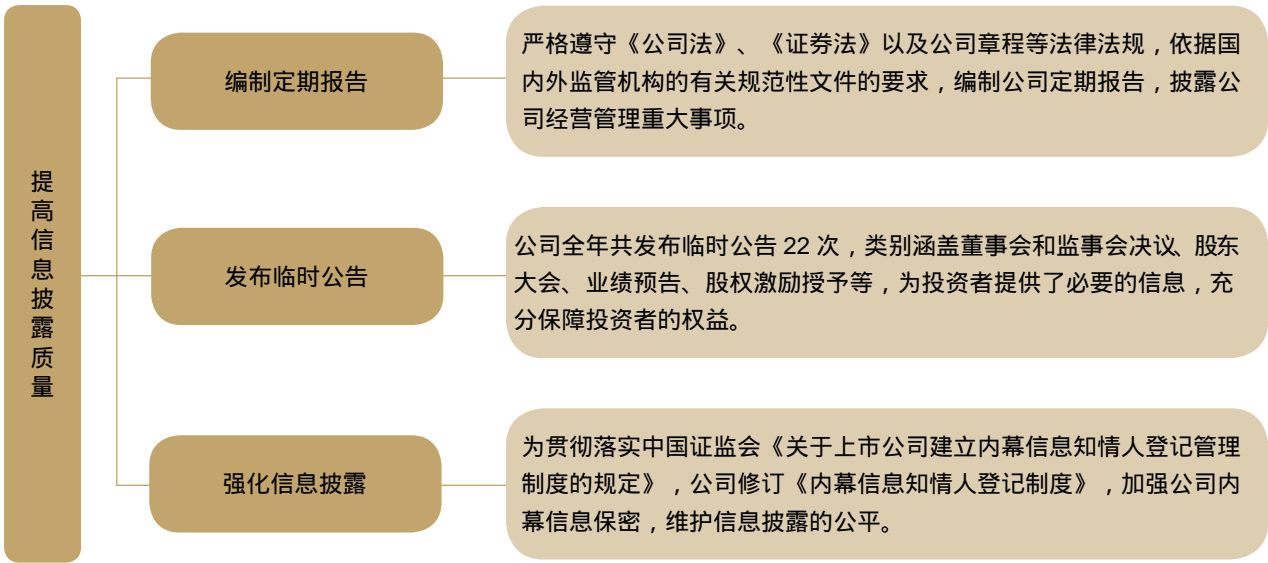 提高信息披露质量
编制定期报告
严格遵守《公司法》、《证券法》以及公司章程等法律法规，依据国
内外监管机构的有关规范性文件的要求，编制公司定期报告，披露公
司经营管理重大事项。
发布临时公告
公司全年共发布临时公告 22 次，类别涵盖董事会和监事会决议、股东
大会、业绩预告、股权激励授予等，为投资者提供了必要的信息，充
分保障投资者的权益。
强化信息披露
为贯彻落实中国证监会《关于上市公司建立内幕信息知情人登记管理
制度的规定》，公司修订《内幕信息知情人登记制度》，加强公司内
幕信息保密，维护信息披露的公平。